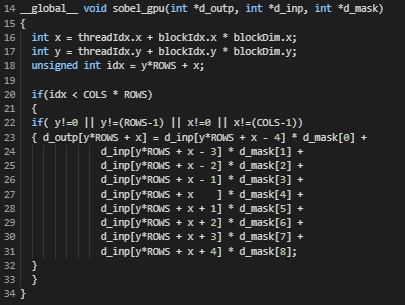 14 __global__ void sobel_gpu(int *d_outp, int *d_inp, int *d_mask)
15 {
16   int x = threadIdx.x + blockIdx.x * blockDim.x;
17   int y = threadIdx.y + blockIdx.y * blockDim.y;
18   unsigned int idx = y*ROWS + x;
19
20   if(idx < COLS * ROWS)
21   {
22   if( y!=0 || y!=(ROWS-1) || x!=0 || x!=(COLS-1))
23   { d_outp[y*ROWS + x] = d_inp[y*ROWS + x - 4] * d_mask[0] +
24             d_inp[y*ROWS + x - 3] * d_mask[1] +
25             d_inp[y*ROWS + x - 2] * d_mask[2] +
26             d_inp[y*ROWS + x - 1] * d_mask[3] +
27             d_inp[y*ROWS + x    ] * d_mask[4] +
28             d_inp[y*ROWS + x + 1] * d_mask[5] +
29             d_inp[y*ROWS + x + 2] * d_mask[6] +
30             d_inp[y*ROWS + x + 3] * d_mask[7] +
31             d_inp[y*ROWS + x + 4] * d_mask[8];
32   }
33   }
34 }